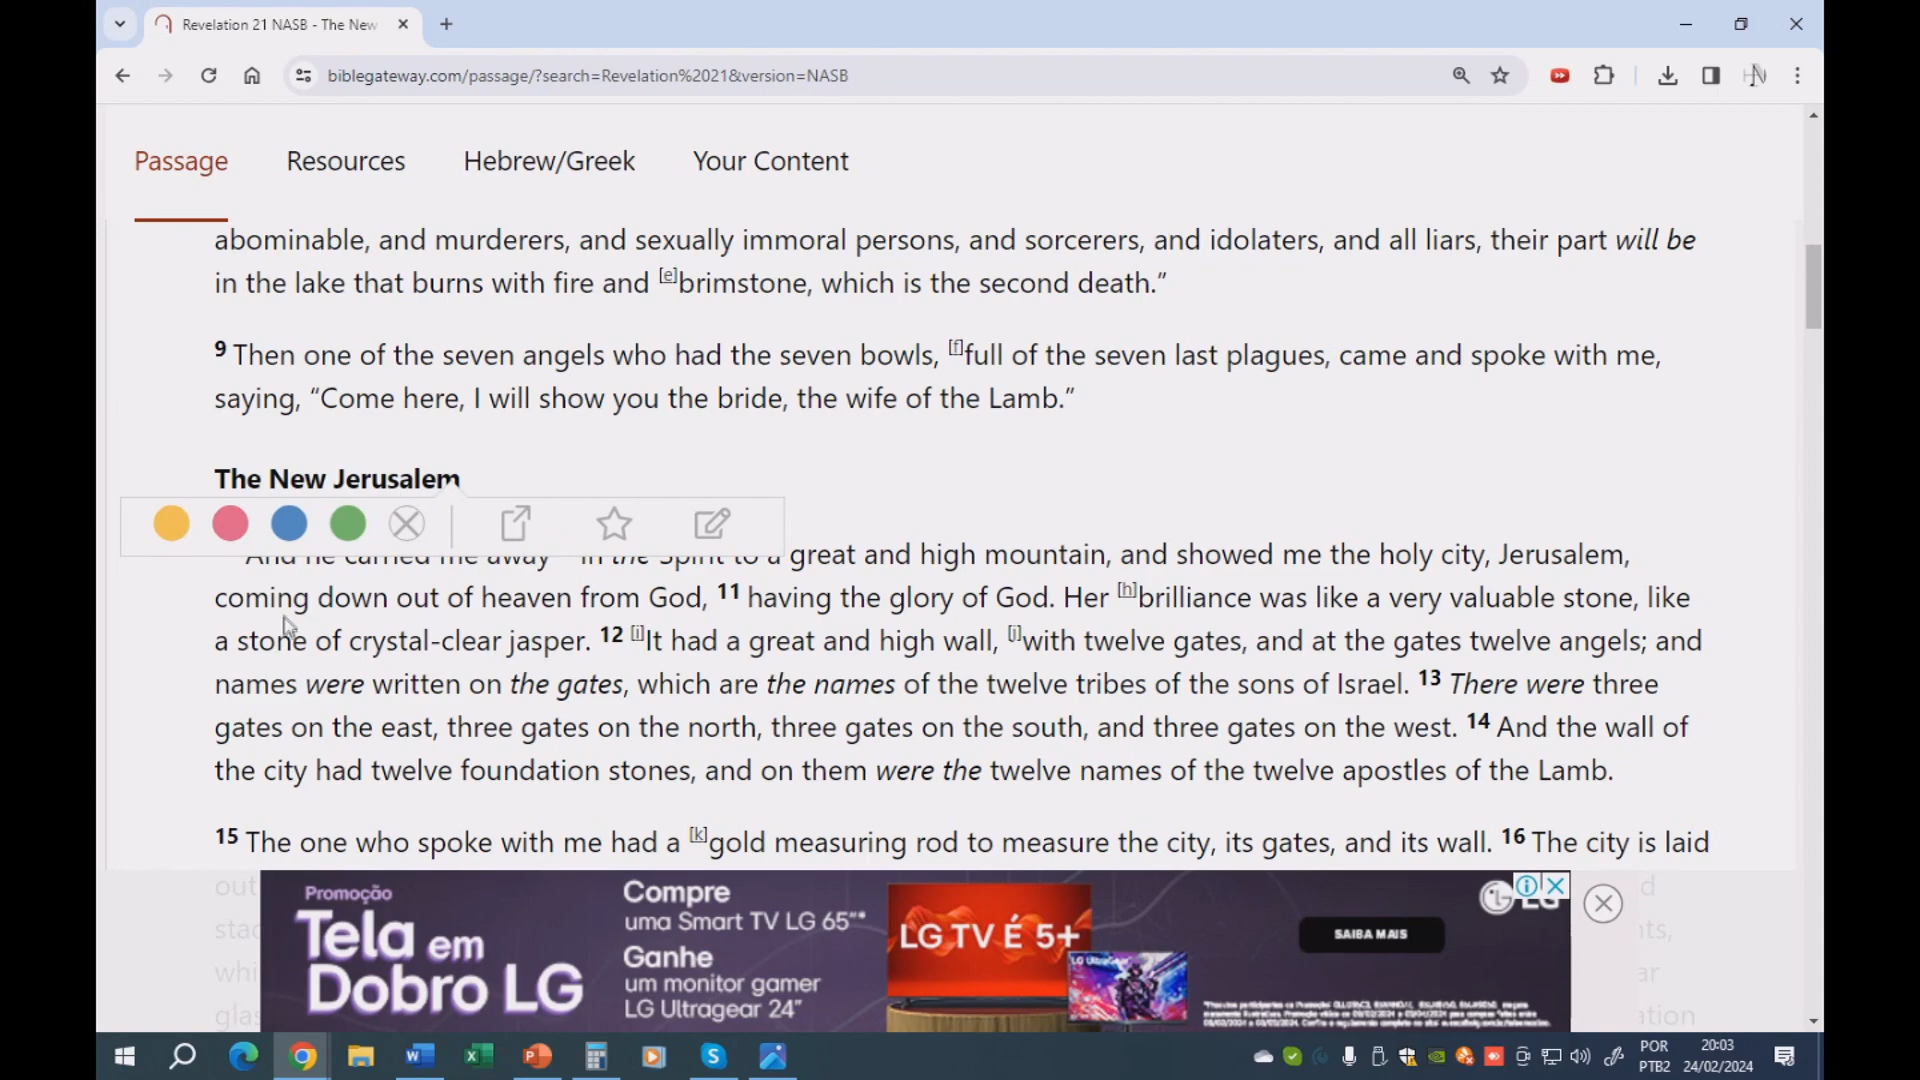 Revelation 21 NASB - The New
biblegateway.com/passage/?search=Revelation%2021&version=NASB
Passage Resources Hebrew/Greek Your Content
abominable, and murderers, and sexually immoral persons, and sorcerers, and idolaters, and all liars, their part will be
in the lake that burns with fire and [e]brimstone, which is the second death.”
9 Then one of the seven angels who had the seven bowls, [f]full of the seven last plagues, came and spoke with me,
saying, “Come here, I will show you the bride, the wife of the Lamb.”
The New Jerusalem
And he carried me away in the Spirit to a great and high mountain, and showed me the holy city, Jerusalem,
coming down out of heaven from God, 11 having the glory of God. Her [h]brilliance was like a very valuable stone, like
a stone of crystal-clear jasper. 12 [i]It had a great and high wall, [j]with twelve gates, and at the gates twelve angels; and
names were written on the gates, which are the names of the twelve tribes of the sons of Israel. 13 There were three
gates on the east, three gates on the north, three gates on the south, and three gates on the west. 14 And the wall of
the city had twelve foundation stones, and on them were the twelve names of the twelve apostles of the Lamb.
15 The one who spoke with me had a [k]gold measuring rod to measure the city, its gates, and its wall. 16 The city is laid
out
Promoção
Tela em
Dobro LG
Compre
uma Smart TV LG 65"*
Ganhe
um monitor gamer
LG Ultragear 24"
LG TV É 5+
LG UltraGear
SAIBA MAIS
LG
POR
PTB2
20:03
24/02/2024